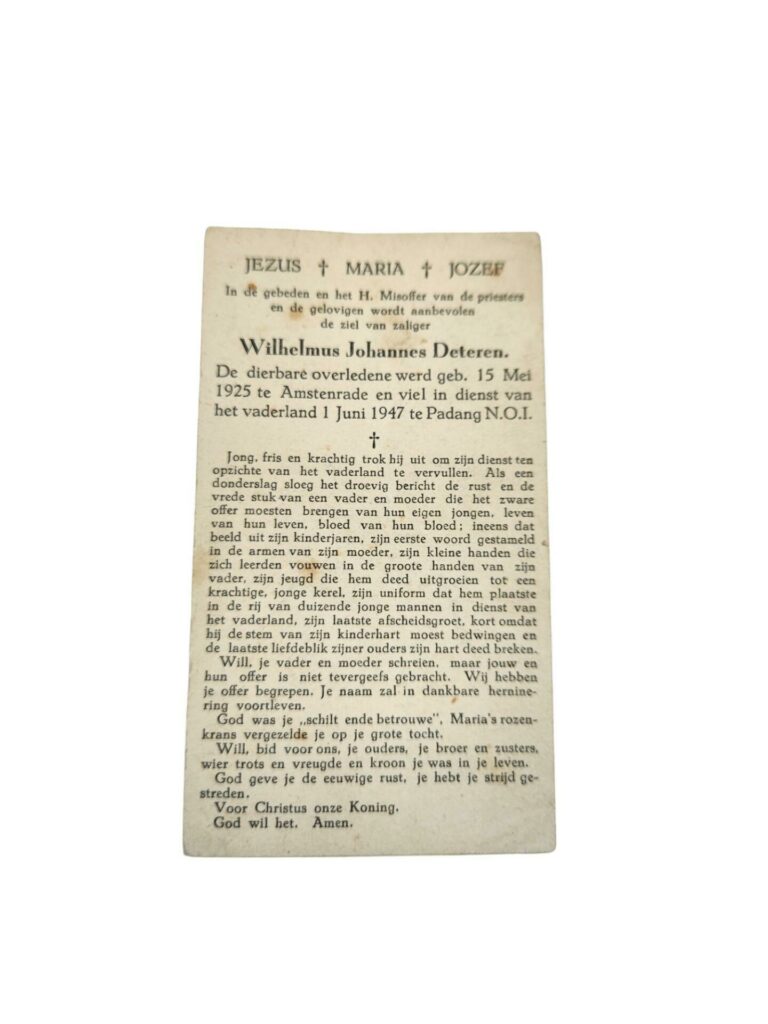 JEZUS † MARIA † JOZEF
In de gebeden en het H. Misoffer van de priesters
en de gelovigen wordt aanbevolen
de ziel van zaliger
Wilhelmus Johannes Deteren.
De dierbare overledene werd geb. 15 Mei
1925 te Amstenrade en viel in dienst van
het vaderland 1 Juni 1947 te Padang N.O.I.
†
Jong, fris en krachtig trok hij uit om zijn dienst ten
opzichte van het vaderland te vervullen. Als een
donderslag sloeg het droevig bericht de rust en de
vrede stuk van een vader en moeder die het zware
offer moesten brengen van hun eigen jongen, leven
van hun leven, bloed van hun bloed; ineens dat
beeld uit zijn kinderjaren, zijn eerste woord gestameld
in de armen van zijn moeder, zijn kleine handen die
zich leerden vouwen in de groote handen van zijn
vader, zijn jeugd die hem deed uitgroeien tot een
krachtige, jonge kerel, zijn uniform dat hem plaatste
in de rij van duizende jonge mannen in dienst van
het vaderland, zijn laatste afscheidsgroet, kort omdat
hij de stem van zijn kinderhart moest bedwingen en
de laatste liefdeblik zijner ouders zijn hart deed breken.
Will, je vader en moeder schreien, maar jouw en
hun offer is niet tevergeefs gebracht. Wij hebben
je offer begrepen. Je naam zal in dankbare herinne-
ring voortleven.
God was je „schilt ende betrouwe", Maria's rozen-
krans vergezelde je op je grote tocht.
Will, bid voor ons, je ouders, je broer en zusters,
wier trots en vreugde en kroon je was in je leven.
God geve je de eeuwige rust, je hebt je strijd ge-
streden.
Voor Christus onze Koning.
God wil het. Amen.